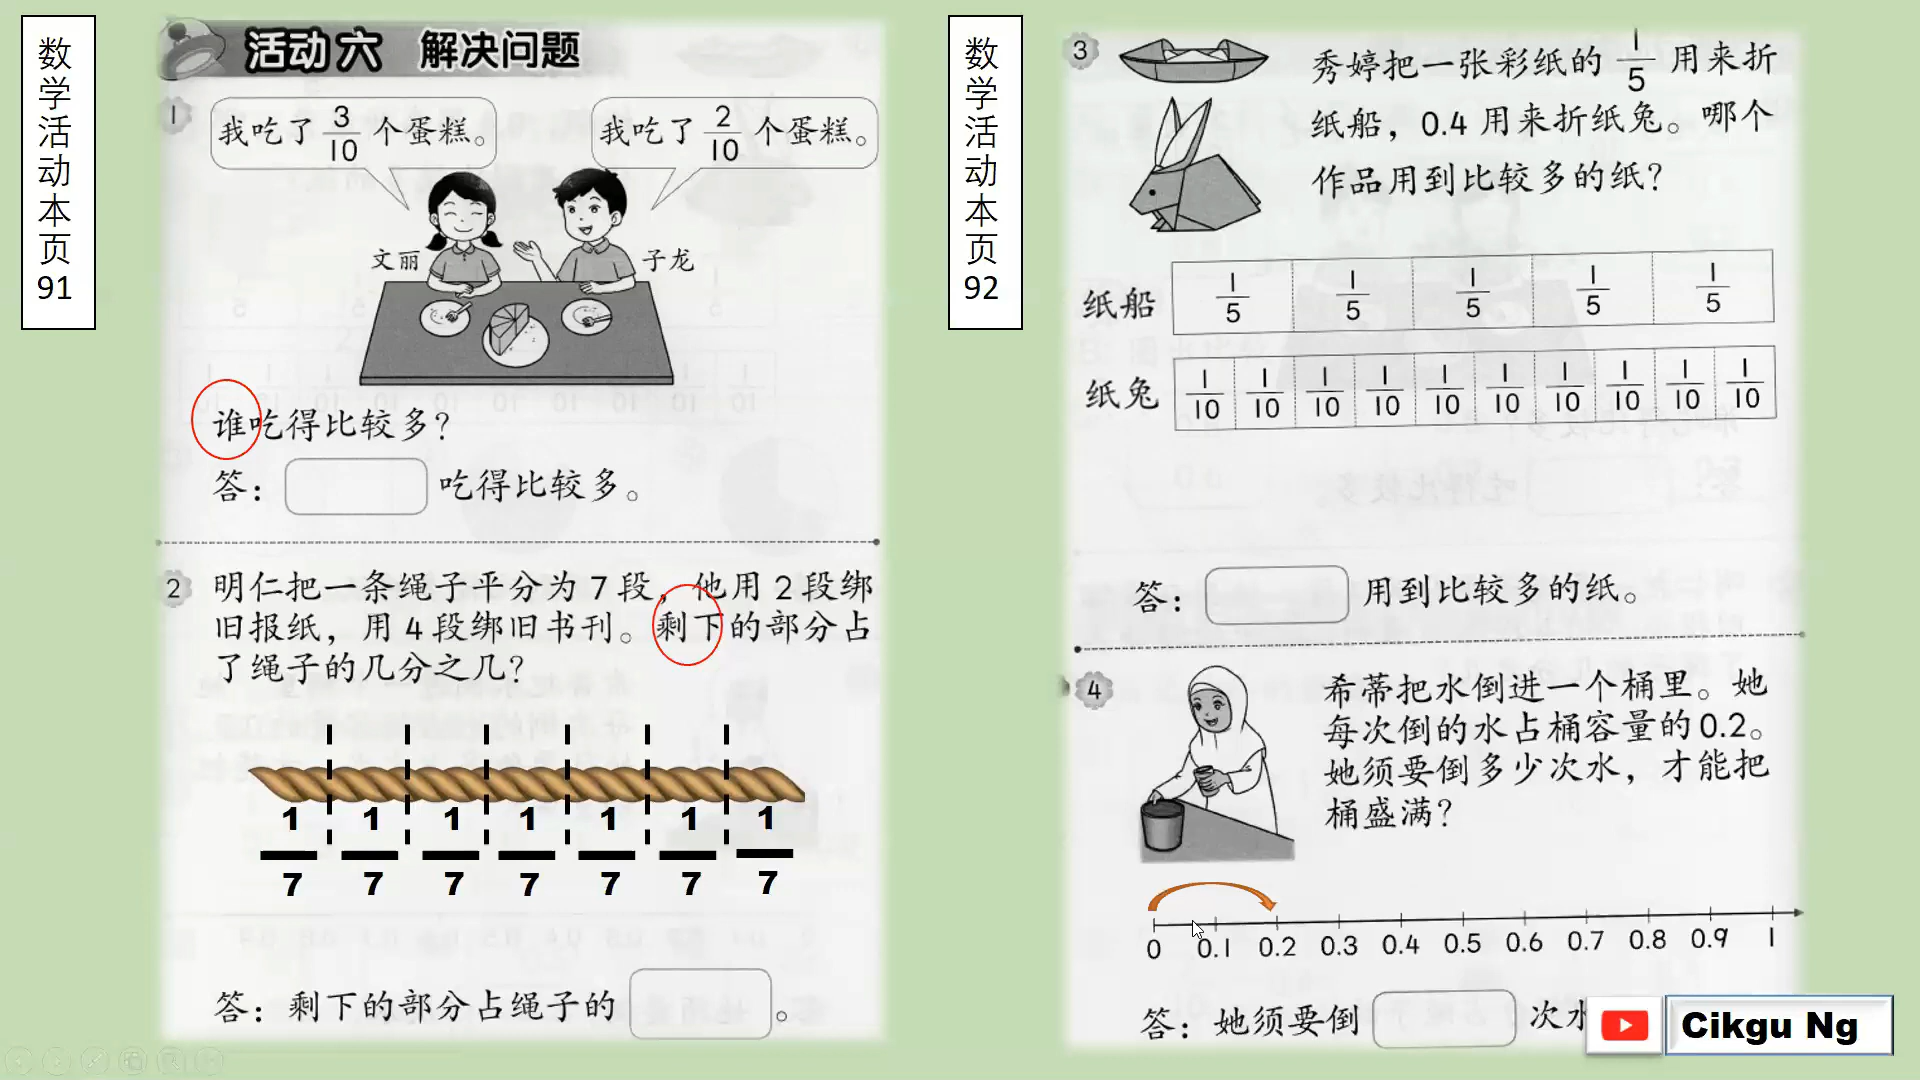 数学活动本页91
活动六 解决问题
1
我吃了 3/10 个蛋糕。
我吃了 2/10 个蛋糕。
文丽
子龙
谁吃得比较多？
答： 吃得比较多。
2 明仁把一条绳子平分为 7 段，他用 2 段绑
旧报纸，用 4 段绑旧书刊。剩下的部分占
了绳子的几分之几？
1/7 1/7 1/7 1/7 1/7 1/7 1/7
答：剩下的部分占绳子的 。
数学活动本页92
3 秀婷把一张彩纸的 1/5 用来折
纸船，0.4 用来折纸兔。哪个
作品用到比较多的纸？
纸船 1/5 1/5 1/5 1/5 1/5
纸兔 1/10 1/10 1/10 1/10 1/10 1/10 1/10 1/10 1/10 1/10
答： 用到比较多的纸。
4 希蒂把水倒进一个桶里。她
每次倒的水占桶容量的0.2。
她须要倒多少次水，才能把
桶盛满？
0 0.1 0.2 0.3 0.4 0.5 0.6 0.7 0.8 0.9 1
答：她须要倒 次水
Cikgu Ng